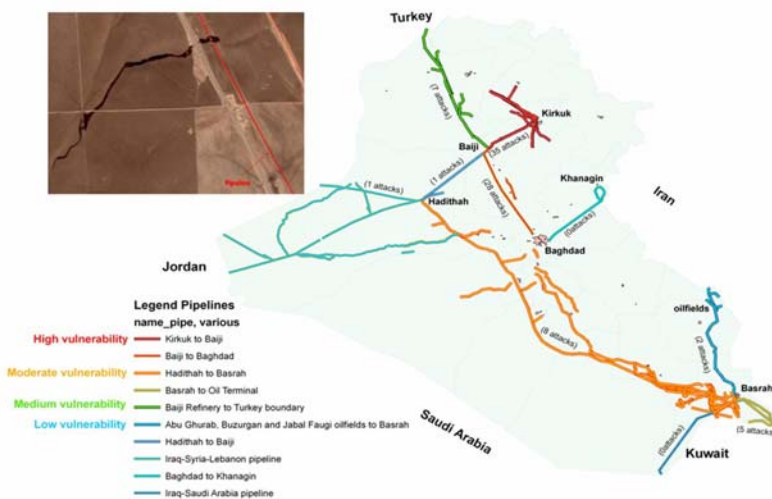 Turkey
Pipeline
(7 attacks)
Kirkuk
Baiji
(35 attacks)
(1 attacks)
(1 attacks)
(28 attacks)
Khanagin
(0attacks)
Iran
Hadithah
Baghdad
Jordan
oilfields
(8 attacks)
(2 attacks)
Basrah
(5 attacks)
(0attacks)
Kuwait
Saudi Arabia
Legend Pipelines
name_pipe, various
High vulnerability
Kirkuk to Baiji
Baiji to Baghdad
Moderate vulnerability
Hadithah to Basrah
Basrah to Oil Terminal
Medium vulnerability
Baiji Refinery to Turkey boundary
Low vulnerability
Abu Ghurab, Buzurgan and Jabal Faugi oilfields to Basrah
Hadithah to Baiji
Iraq-Syria-Lebanon pipeline
Baghdad to Khanagin
Iraq-Saudi Arabia pipeline